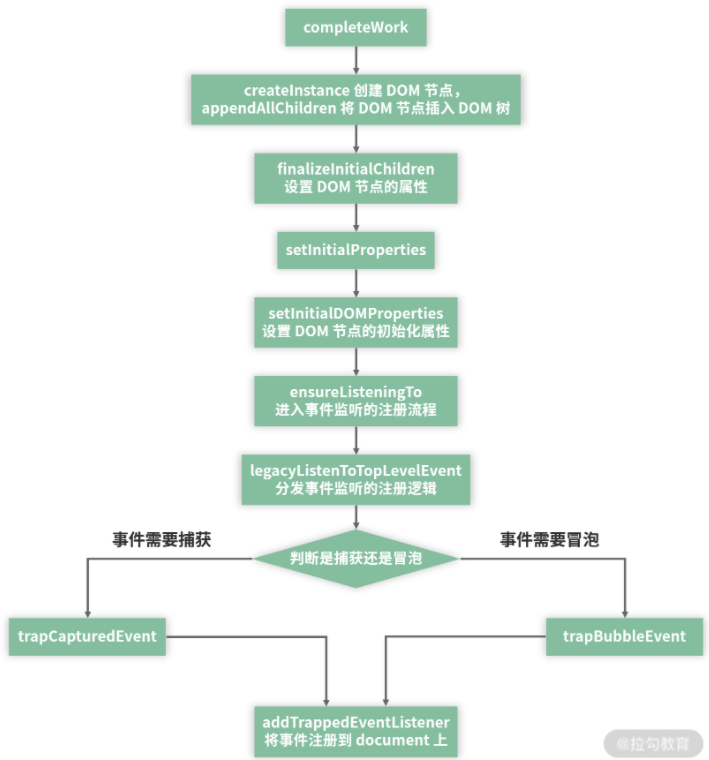 completeWork
createInstance 创建 DOM 节点，
appendAllChildren 将 DOM 节点插入 DOM 树
finalizeInitialChildren
设置 DOM 节点的属性
setInitialProperties
setInitialDOMProperties
设置 DOM 节点的初始化属性
ensureListeningTo
进入事件监听的注册流程
legacyListenToTopLevelEvent
分发事件监听的注册逻辑
事件需要捕获
判断是捕获还是冒泡
事件需要冒泡
trapCapturedEvent
trapBubbleEvent
addTrappedEventListener
将事件注册到 document 上
@拉勾教育